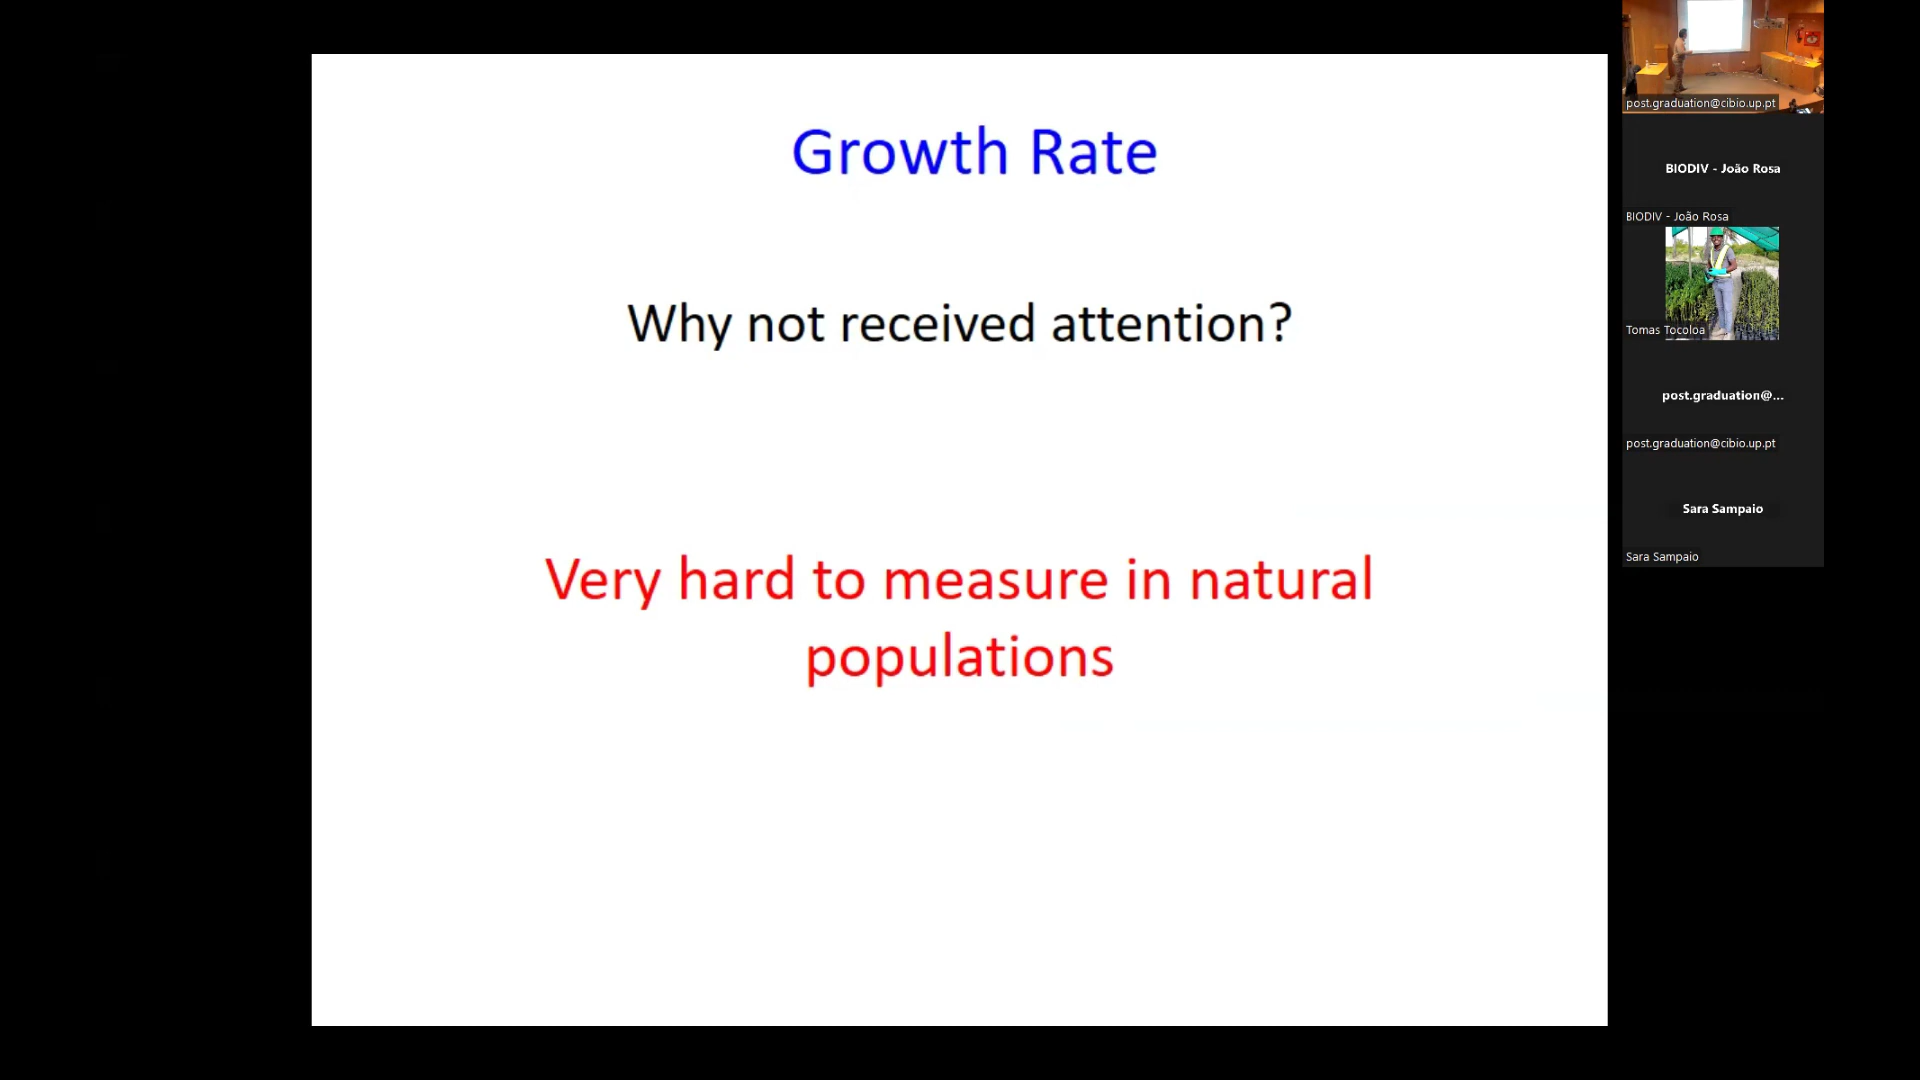 Growth Rate
Why not received attention?
Very hard to measure in natural
populations
post.graduation@cibio.up.pt
BIODIV - João Rosa
BIODIV - João Rosa
Tomas Tocoloa
post.graduation@...
post.graduation@cibio.up.pt
Sara Sampaio
Sara Sampaio